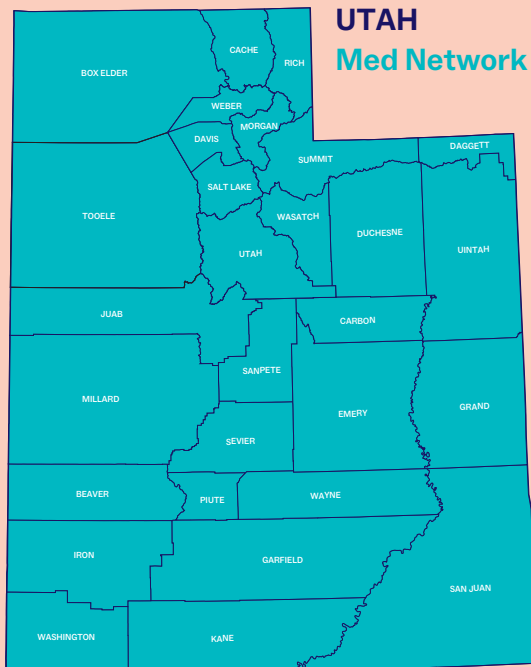 UTAH
Med Network
CACHE
BOX ELDER
RICH
WEBER
MORGAN
DAVIS
DAGGETT
SUMMIT
SALT LAKE
TOOELE
WASATCH
DUCHESNE
UTAH
UINTAH
JUAB
CARBON
SANPETE
MILLARD
EMERY
GRAND
SEVIER
BEAVER
PIUTE
WAYNE
IRON
GARFIELD
SAN JUAN
WASHINGTON
KANE